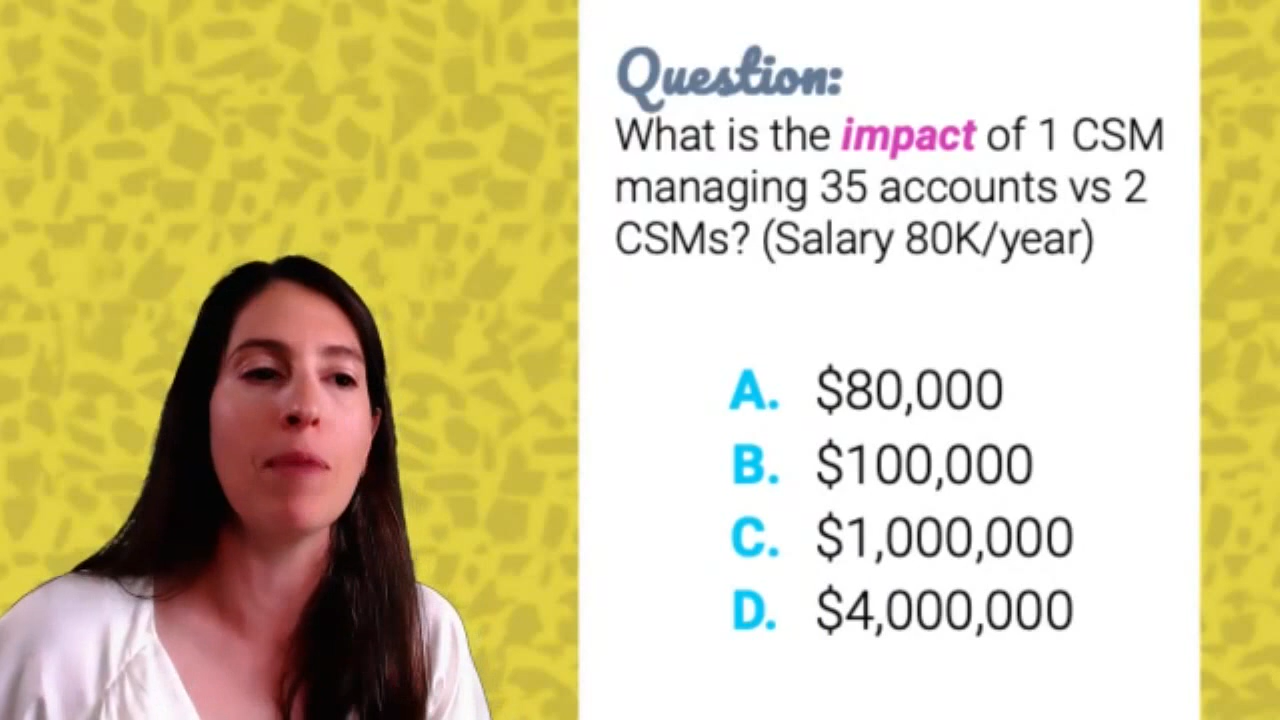 Question:
What is the impact of 1 CSM
managing 35 accounts vs 2
CSMs? (Salary 80K/year)
A. $80,000
B. $100,000
C. $1,000,000
D. $4,000,000